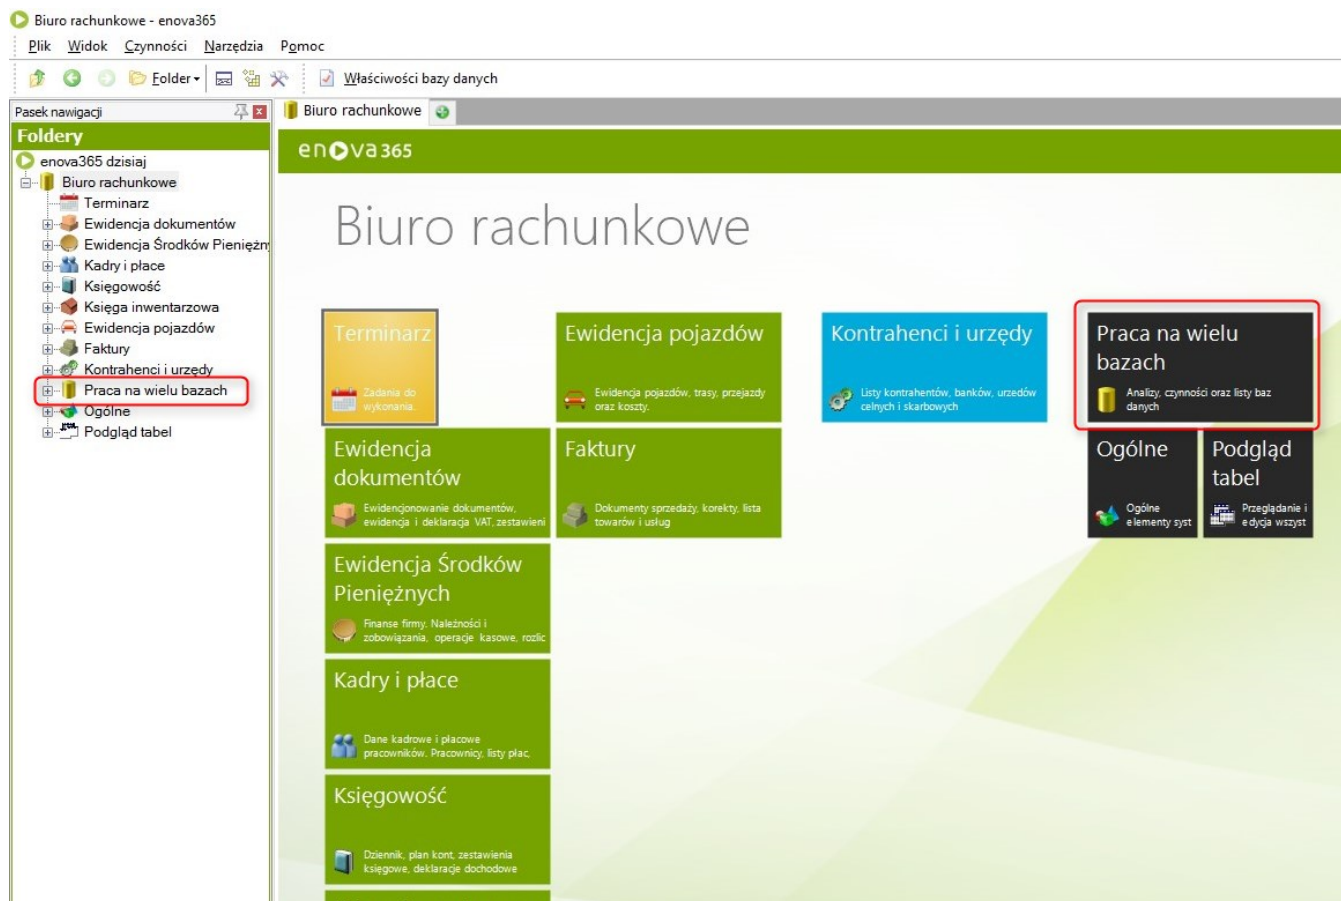 Biuro rachunkowe - enova365
Plik Widok Czynności Narzędzia Pomoc
Folder Właściwości bazy danych
Pasek nawigacji
Biuro rachunkowe
Foldery
enova365 dzisiaj
Biuro rachunkowe
Terminarz
Ewidencja dokumentów
Ewidencja Środków Pieniężn
Kadry i płace
Księgowość
Księga inwentarzowa
Ewidencja pojazdów
Faktury
Kontrahenci i urzędy
Praca na wielu bazach
Ogólne
Podgląd tabel
enova365
Biuro rachunkowe
Terminarz
Zadania do
wykonania.
Ewidencja pojazdów
Ewidencja pojazdów, trasy, przejazdy
oraz koszty.
Kontrahenci i urzędy
Listy kontrahentów, banków, urzędów
celnych i skarbowych
Praca na wielu
bazach
Analizy, czynności oraz listy baz
danych
Ewidencja
dokumentów
Ewidencjonowanie dokumentów,
ewidencja i deklaracja VAT, zestawieni
Faktury
Dokumenty sprzedaży, korekty, lista
towarów i usług
Ogólne
Ogólne
elementy syst
Podgląd
tabel
Przeglądanie i
edycja wszyst
Ewidencja Środków
Pieniężnych
Finanse firmy. Należności i
zobowiązania, operacje kasowe, rozlic
Kadry i płace
Dane kadrowe i płacowe
pracowników. Pracownicy, listy płac,
Księgowość
Dziennik, plan kont, zestawienia
księgowe, deklaracje dochodowe